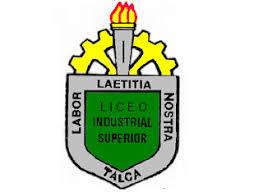 LAETITIA
LABOR
NOSTRA
LICEO
INDUSTRIAL
SUPERIOR
TALCA